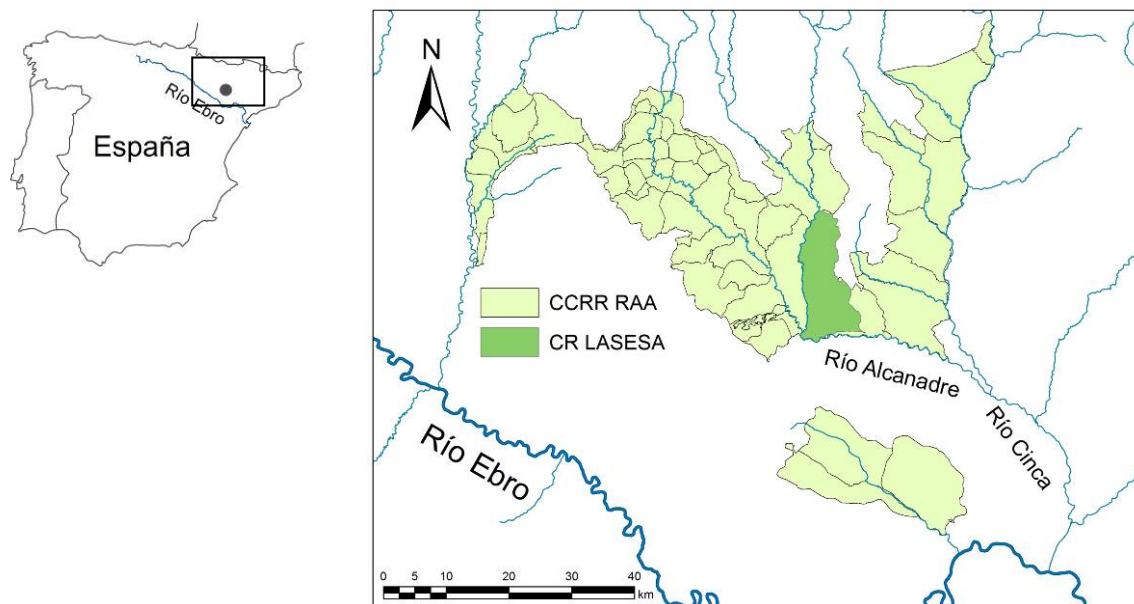 Río Ebro
España
N
CCRR RAA
CR LASESA
Río Alcanadre
Río Cinca
Río Ebro
0 5 10 20 30 40
km